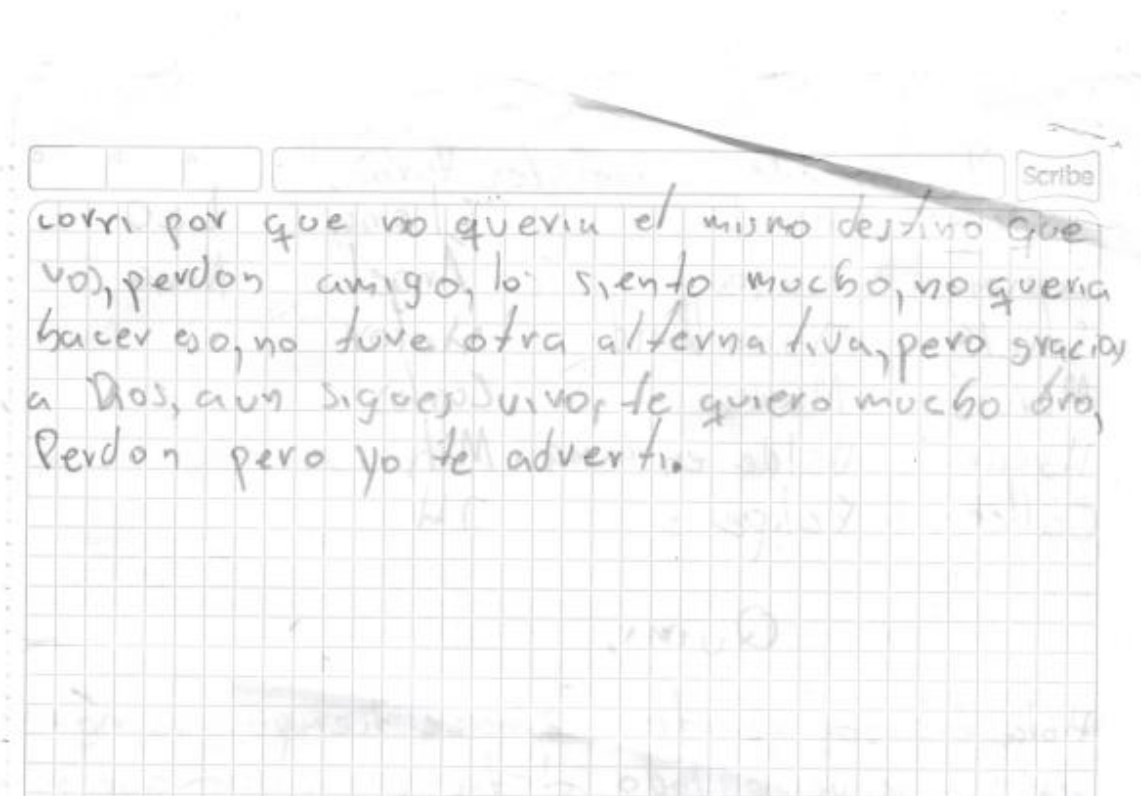 Scribe
corri por que no queria el mismo destino que
vos, perdon amigo, lo siento mucho, no queria
hacer eso, no tuve otra alternativa, pero gracias
a Dios, aun sigues vivo, te quiero mucho bro,
Perdon pero yo te adverti.